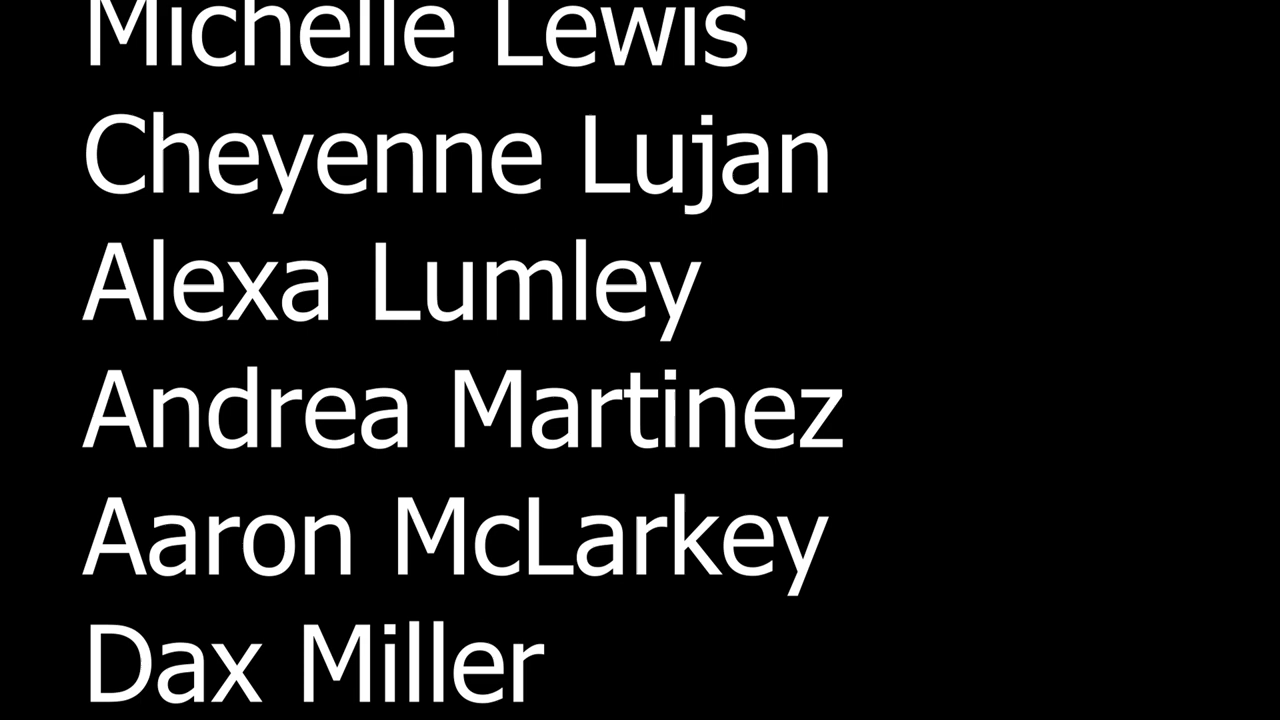 Michelle Lewis
Cheyenne Lujan
Alexa Lumley
Andrea Martinez
Aaron McLarkey
Dax Miller